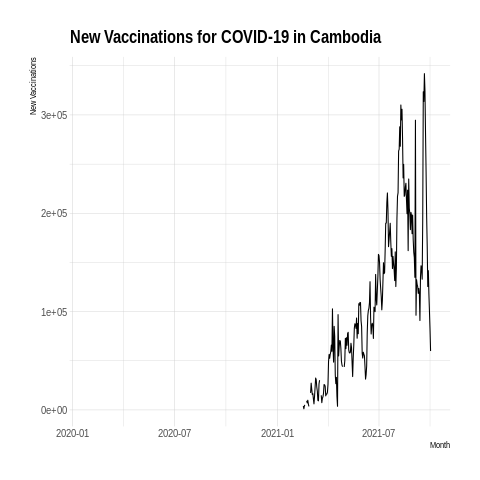 New Vaccinations for COVID-19 in Cambodia
New Vaccinations
3e+05
2e+05
1e+05
0e+00
2020-01
2020-07
2021-01
2021-07
Month